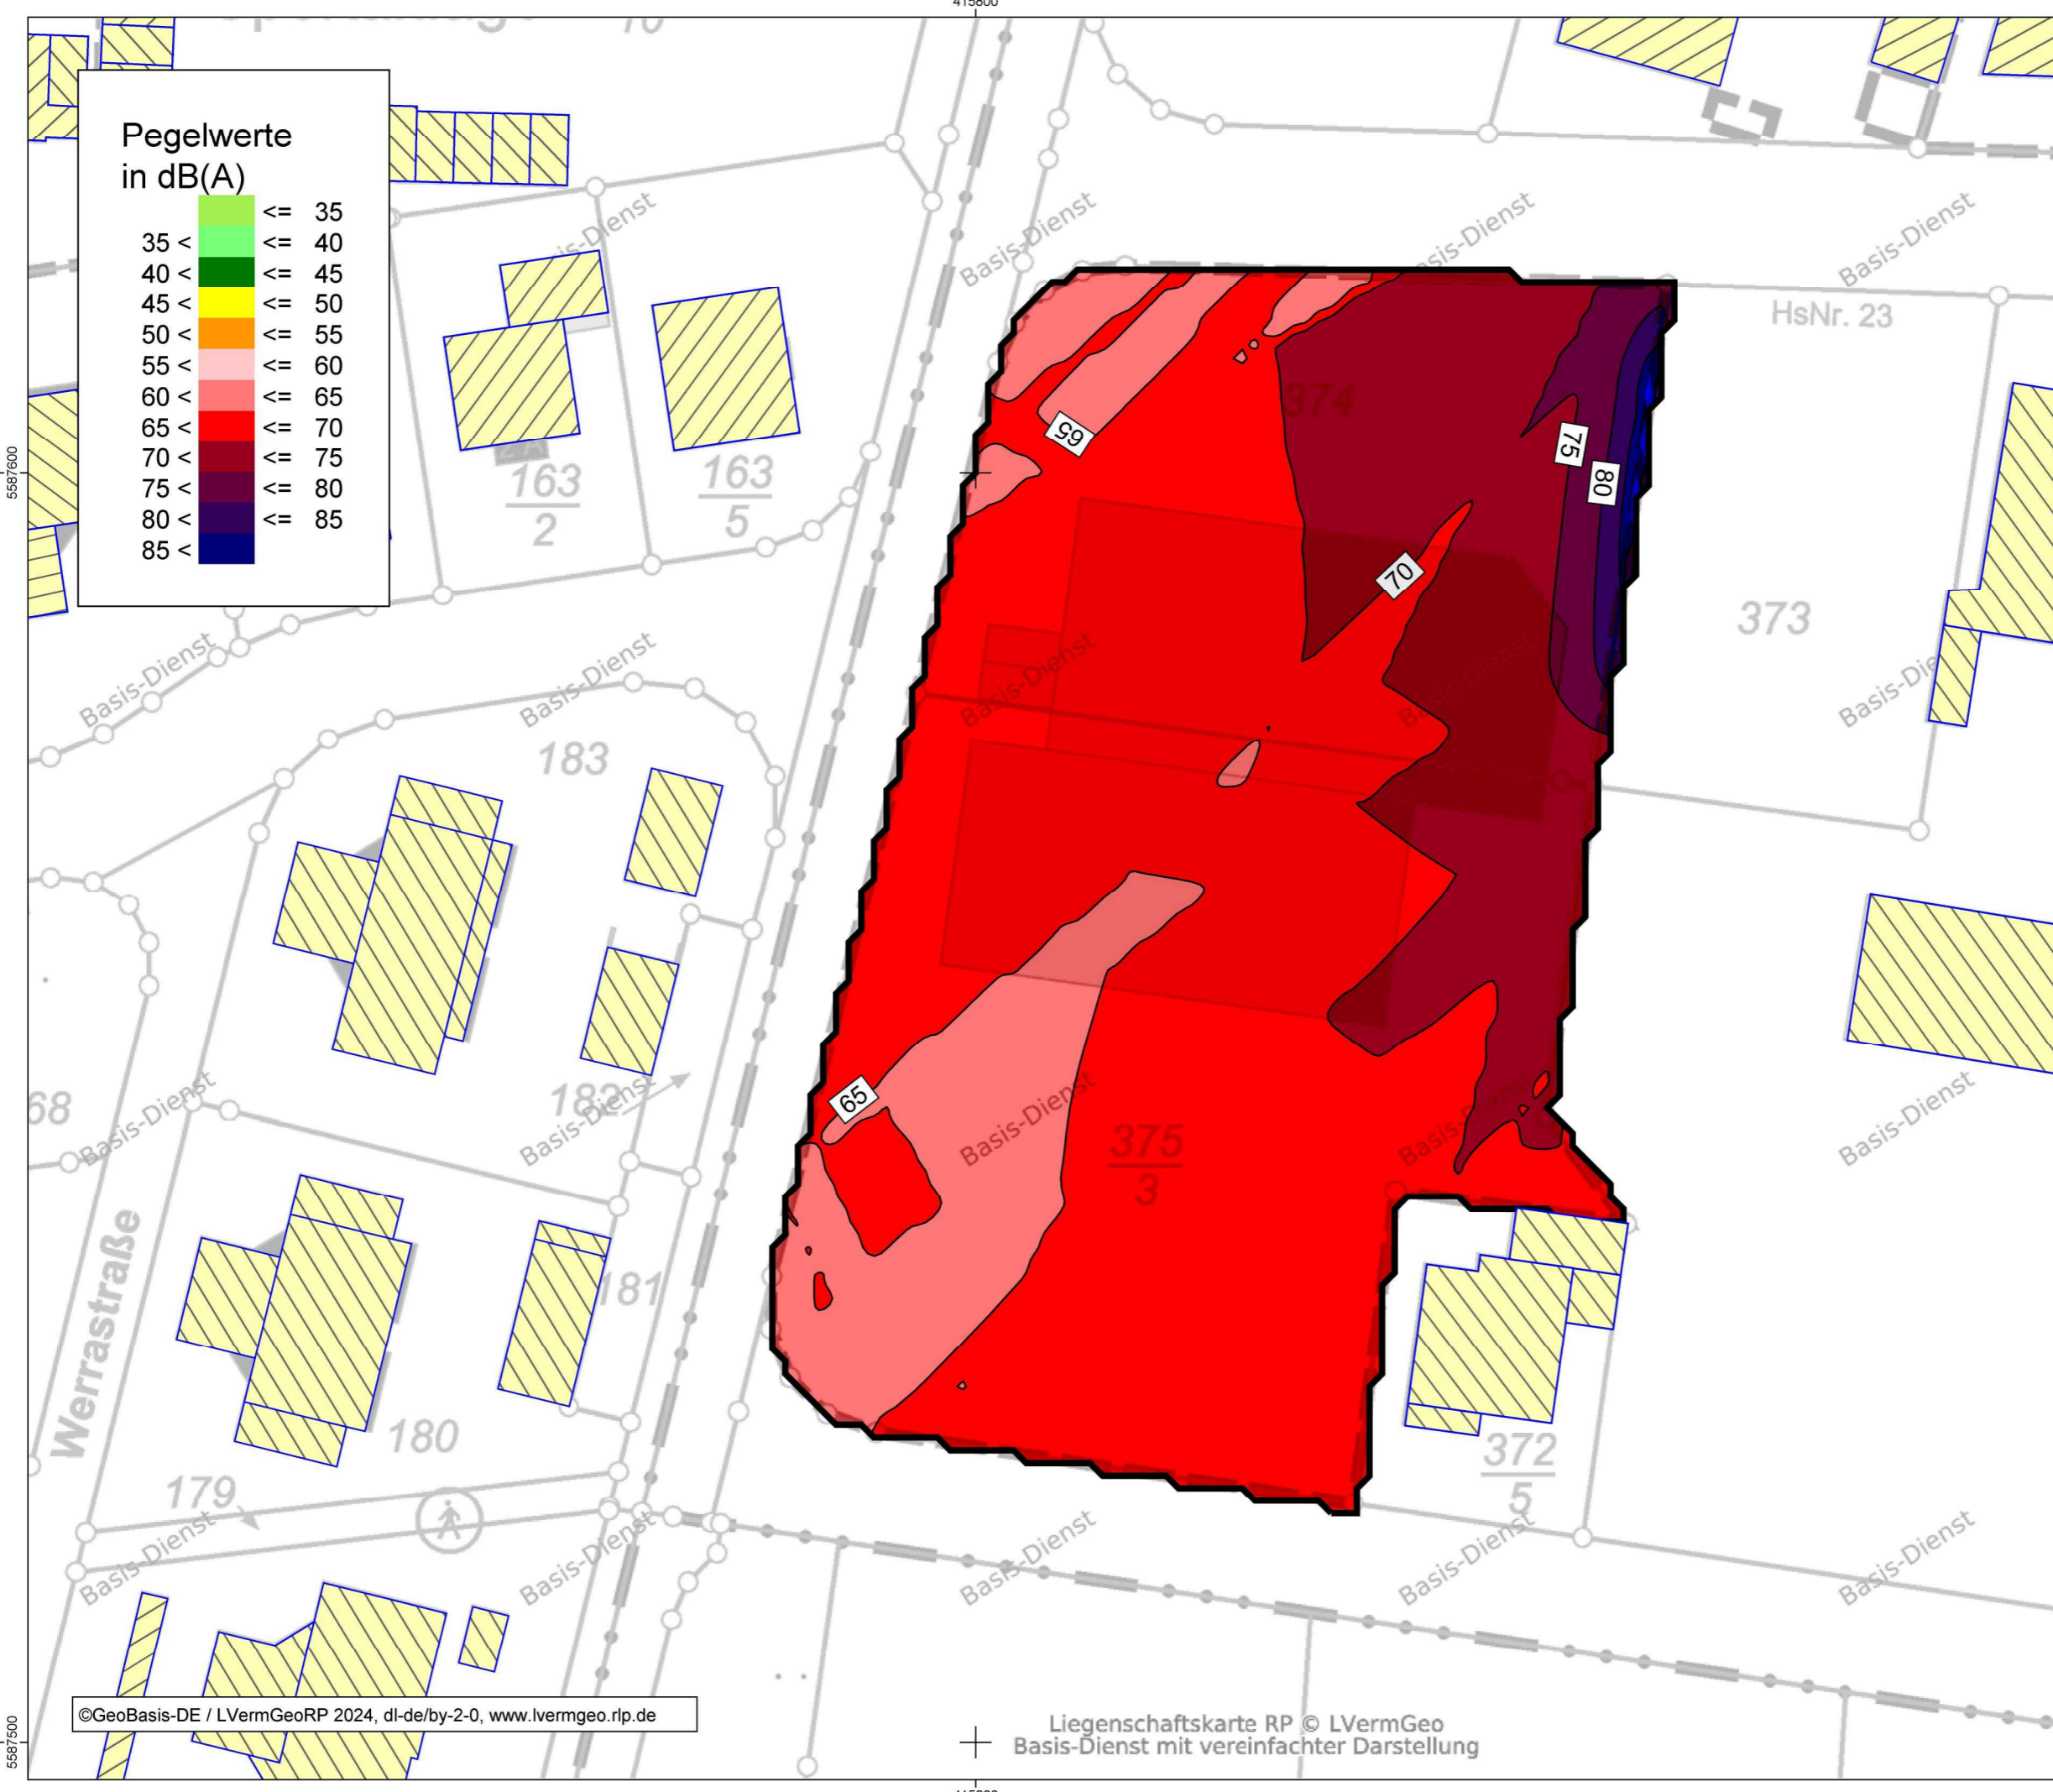 415800
Pegelwerte
in dB(A)
<= 35
35 < <= 40
40 < <= 45
45 < <= 50
50 < <= 55
55 < <= 60
60 < <= 65
65 < <= 70
70 < <= 75
75 < <= 80
80 < <= 85
85 <
Basis-Dienst
Basis-Dienst
Basis-Dienst
Basis-Dienst
HsNr. 23
374
65
75
80
5587600
163
2
163
5
70
373
Basis-Dienst
Basis-Dienst
Basis-Dienst
Basis-Dienst
183
65
68
182
Basis-Dienst
Basis-Dienst
Basis-Dienst
Basis-Dienst
Basis-Dienst
375
3
181
Werrastraße
180
372
5
179
Basis-Dienst
Basis-Dienst
Basis-Dienst
Basis-Dienst
Basis-Dienst
©GeoBasis-DE / LVermGeoRP 2024, dl-de/by-2-0, www.lvermgeo.rlp.de
Liegenschaftskarte RP © LVermGeo
Basis-Dienst mit vereinfachter Darstellung
5587500